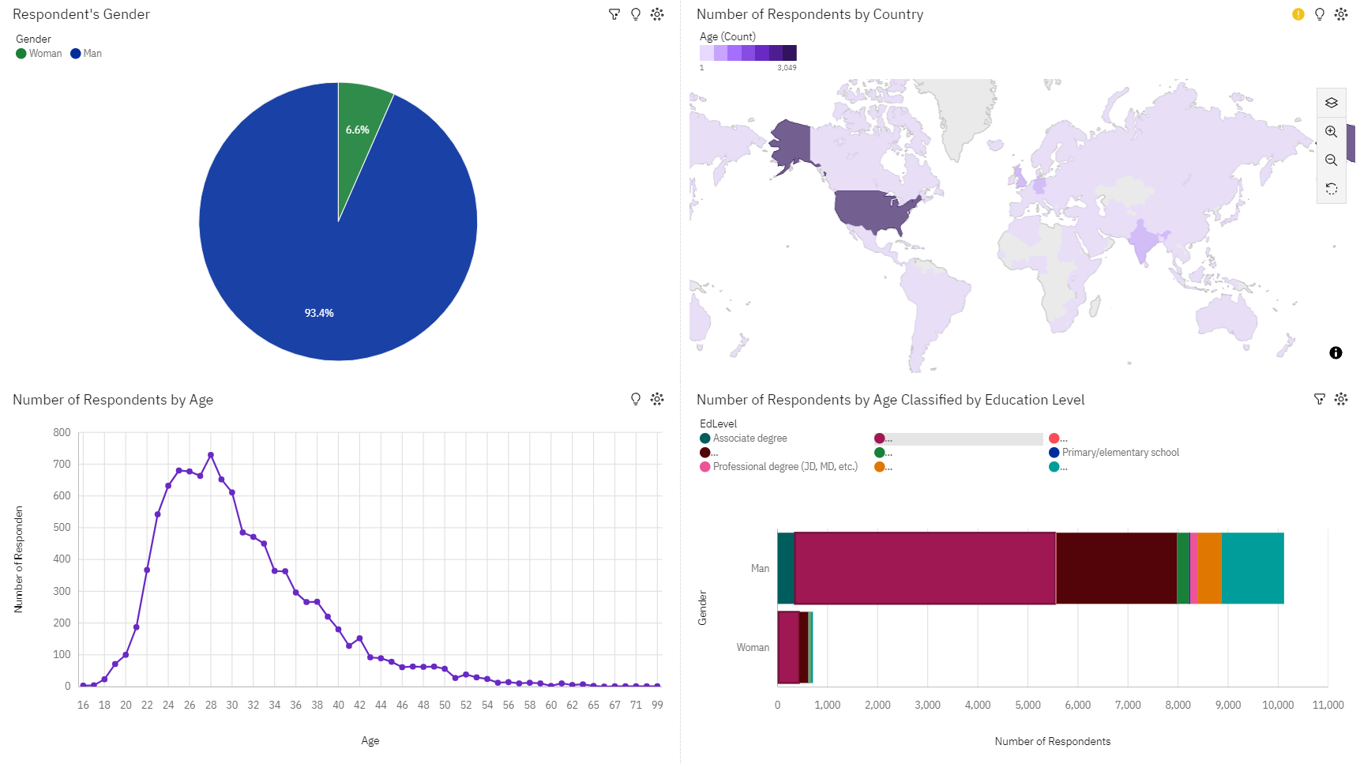 Respondent's Gender
Gender
Woman Man
6.6%
93.4%
Number of Respondents by Country
Age (Count)
1 3,049
Number of Respondents by Age
Number of Responden
800
700
600
500
400
300
200
100
0
16 18 20 22 24 26 28 30 32 34 36 38 40 42 44 46 48 50 52 54 56 58 60 62 65 67 71 99
Age
Number of Respondents by Age Classified by Education Level
EdLevel
Associate degree ... ...
... ... Primary/elementary school
Professional degree (JD, MD, etc.) ... ...
Gender
Man
Woman
0 1,000 2,000 3,000 4,000 5,000 6,000 7,000 8,000 9,000 10,000 11,000
Number of Respondents